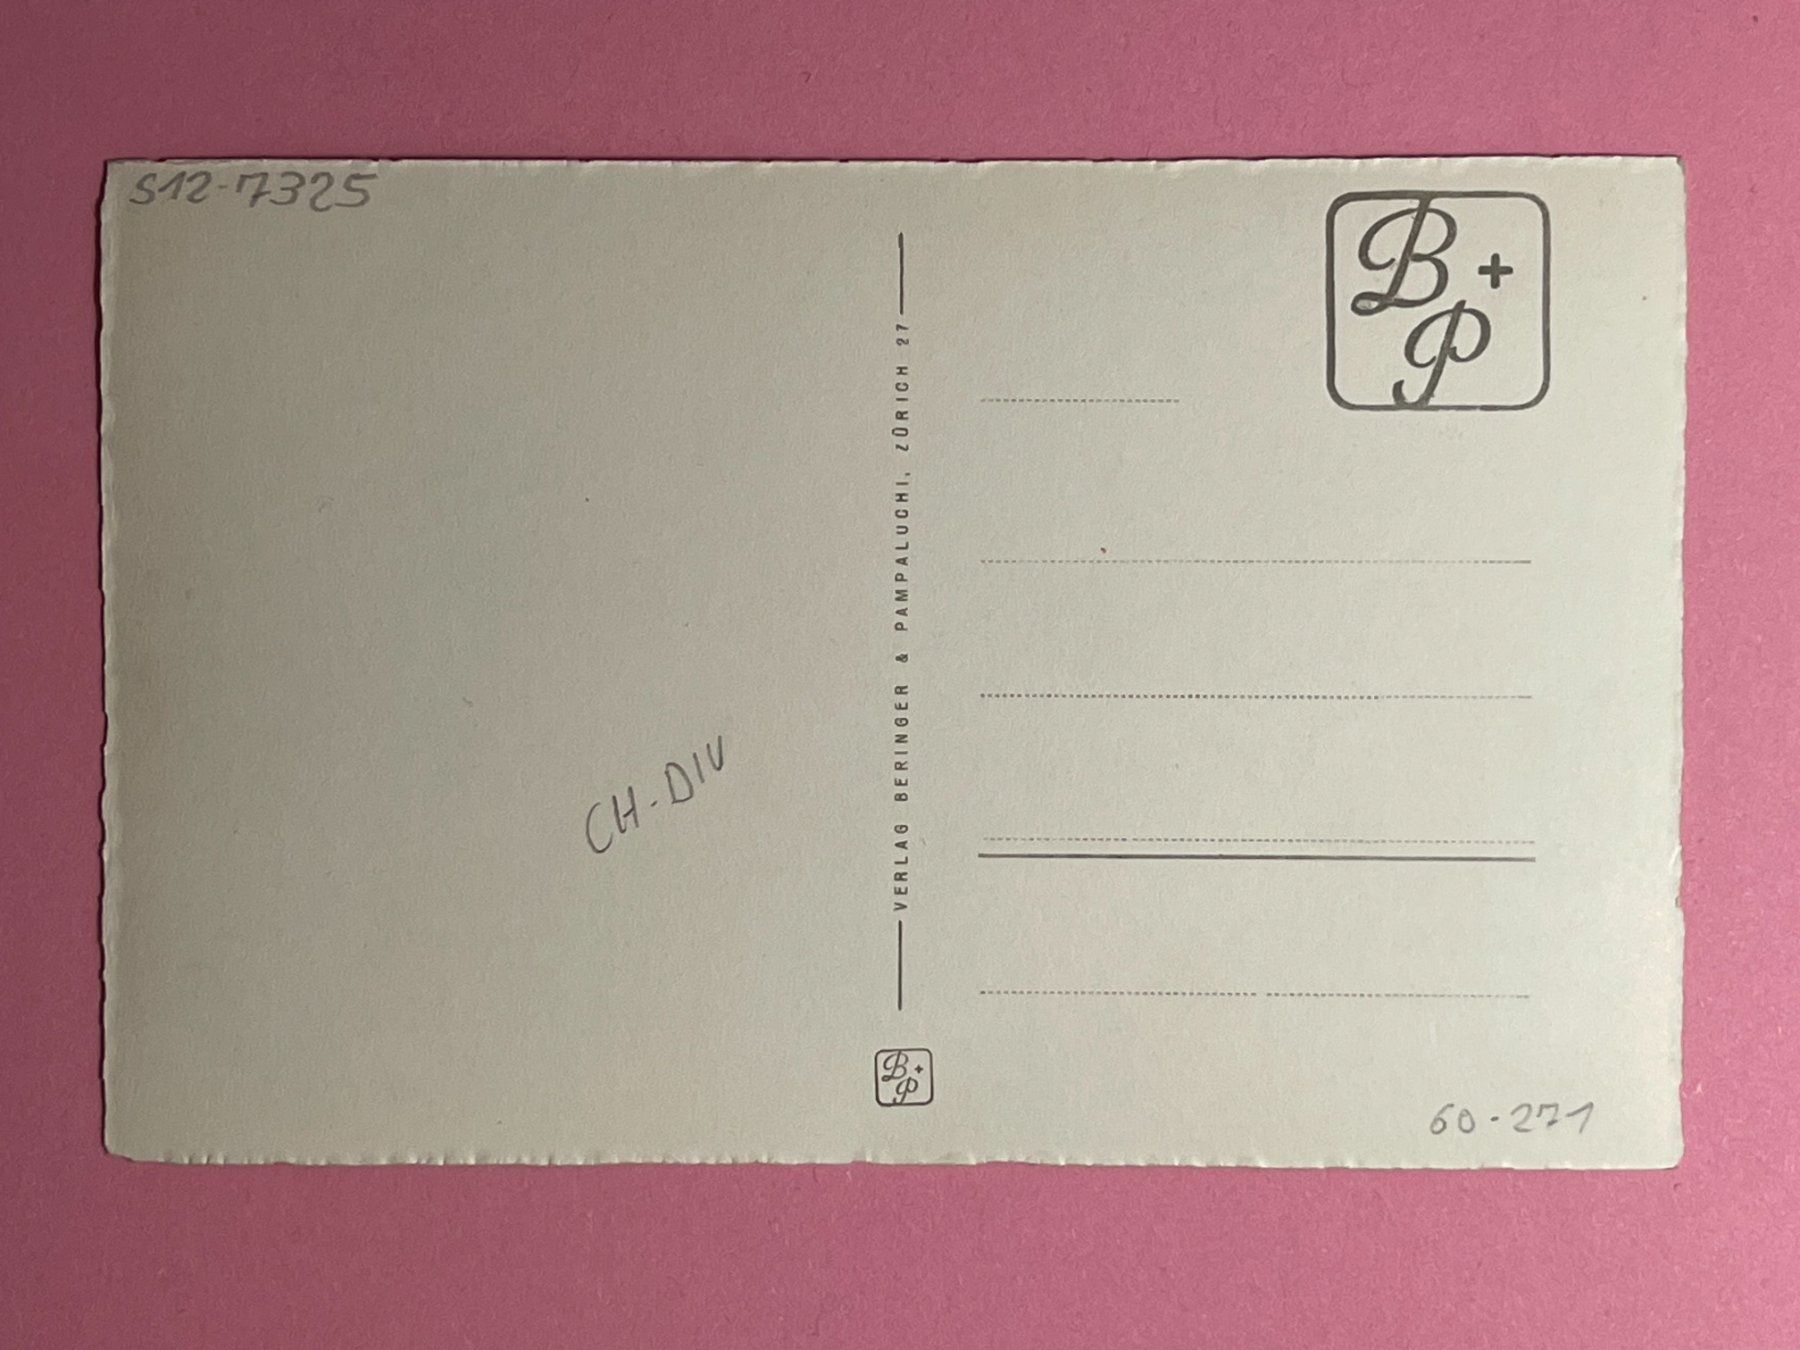 S12-7325
B+
P
VERLAG BERINGER & PAMPALUCHI, ZÜRICH 27
CH-DIV
B+
P
60-271